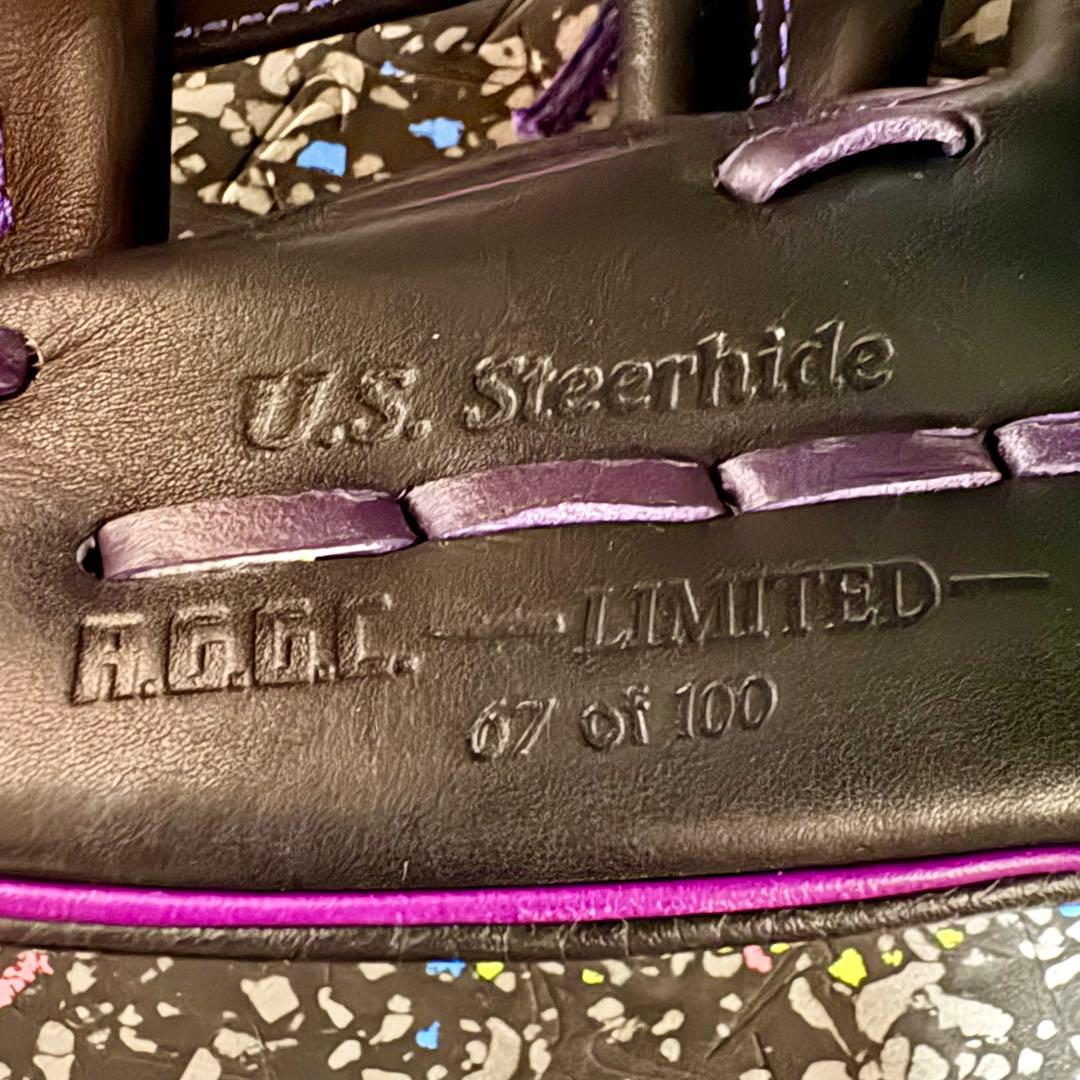 U.S. Steerhide
A.G.G.C. LIMITED
67 of 100